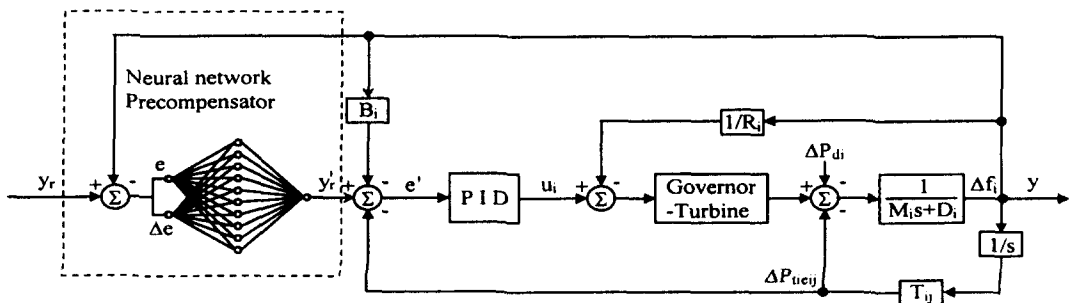 Neural network
Precompensator
B_i
1/R_i
ΔP_di
e
y_r
+
-
Σ
Δe
y'_r
+
-
Σ
-
e'
PID
u_i
+
-
Σ
Governor
-Turbine
+
-
Σ
-
1
M_is+D_i
Δf_i
y
1/s
ΔP_tieij
T_ij